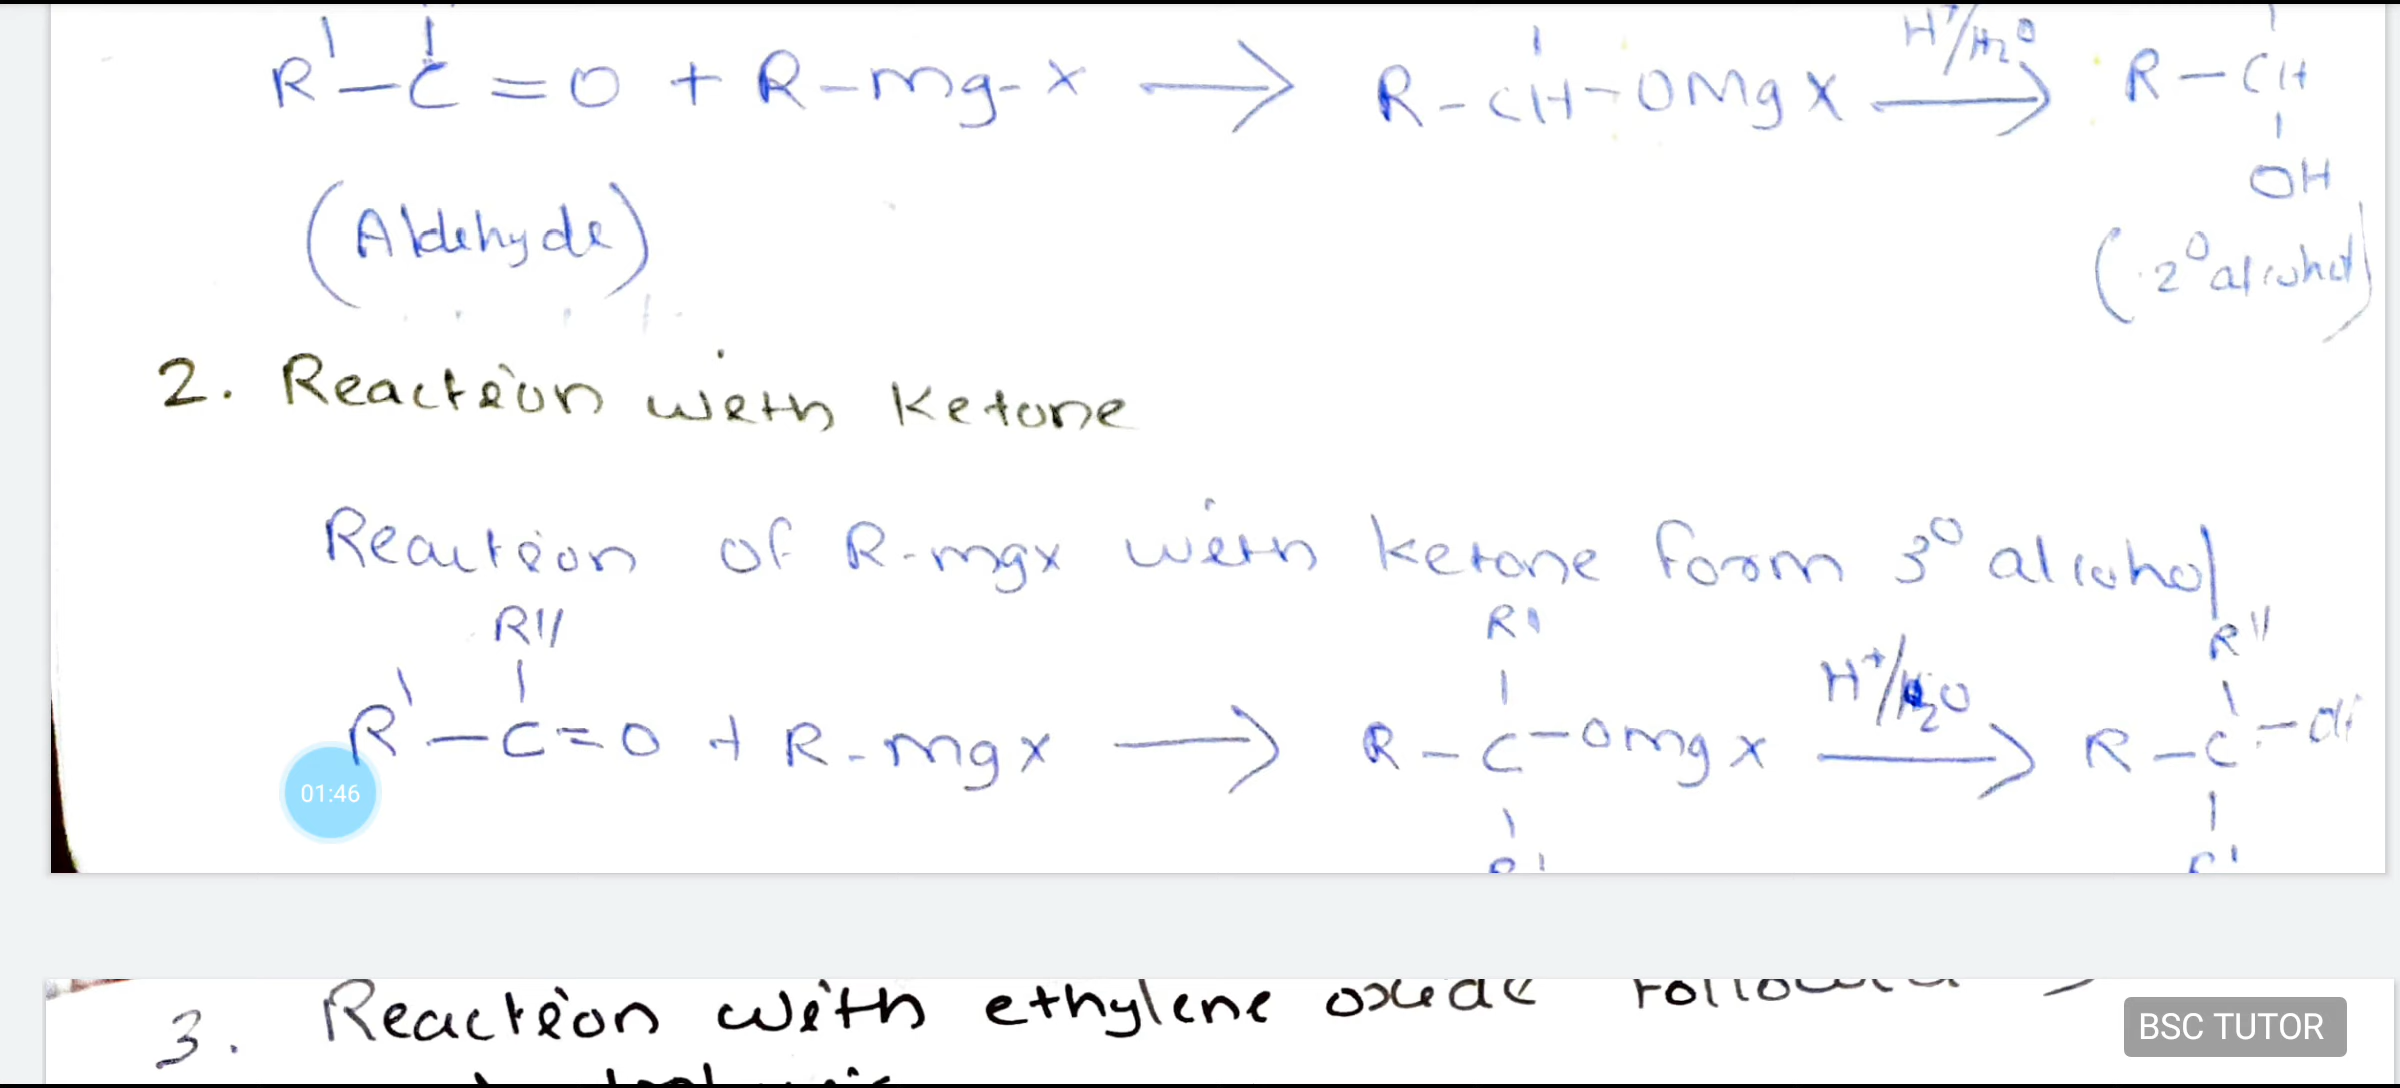 R'-C=O + R-Mg-X → R-CH-OMgX H+/H2O → R-CH
OH
(Aldehyde)
(2° alcohol)
2. Reaction with Ketone
Reaction of R-MgX with ketone form 3° alcohol
R'' R' R''
R'-C=O + R-MgX → R-C-OMgX H+/H2O → R-C-OH
01:46
R' R'
3. Reaction with ethylene oxide followed
BSC TUTOR